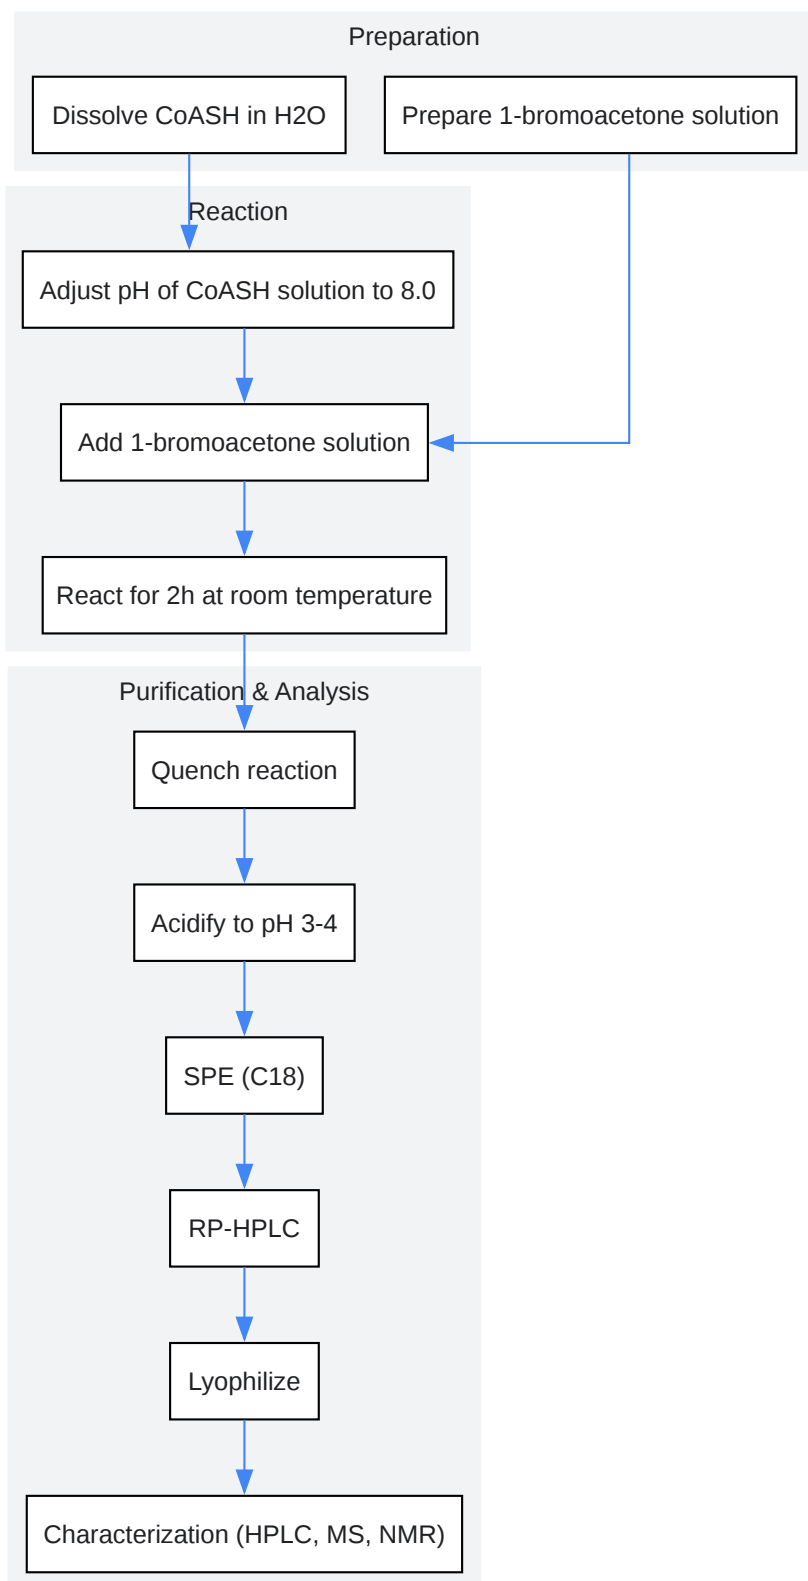 Preparation
Dissolve CoASH in H2O
Prepare 1-bromoacetone solution
Reaction
Adjust pH of CoASH solution to 8.0
Add 1-bromoacetone solution
React for 2h at room temperature
Purification & Analysis
Quench reaction
Acidify to pH 3-4
SPE (C18)
RP-HPLC
Lyophilize
Characterization (HPLC, MS, NMR)